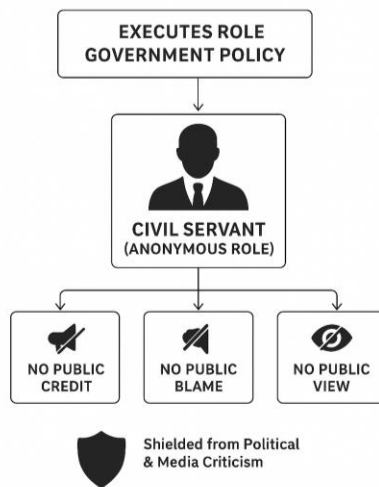 EXECUTES ROLE
GOVERNMENT POLICY
CIVIL SERVANT
(ANONYMOUS ROLE)
NO PUBLIC
CREDIT
NO PUBLIC
BLAME
NO PUBLIC
VIEW
Shielded from Political
& Media Criticism